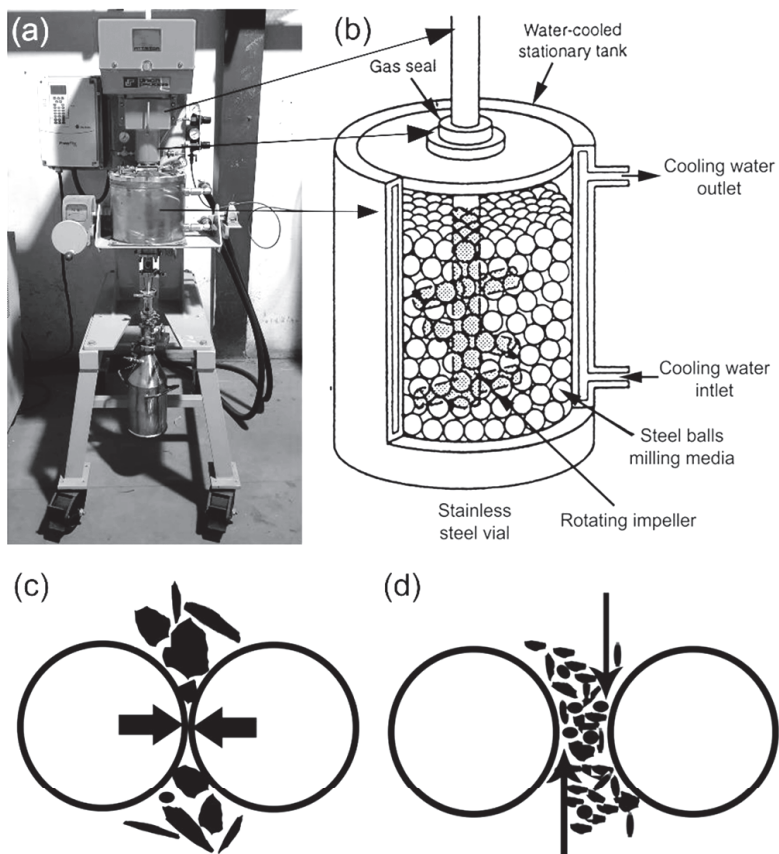 (a)
(b)
Water-cooled
stationary tank
Gas seal
Cooling water
outlet
Cooling water
intlet
Steel balls
milling media
Rotating impeller
Stainless
steel vial
(c)
(d)